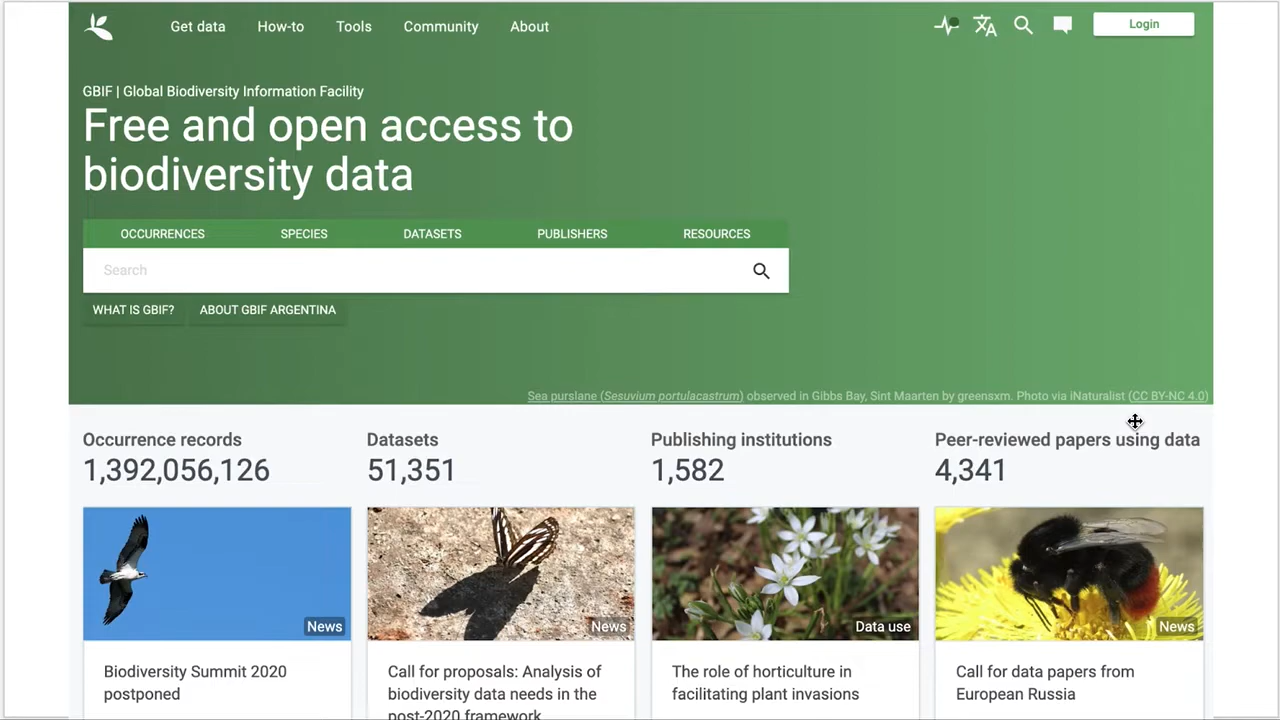 Get data How-to Tools Community About Login
GBIF | Global Biodiversity Information Facility
Free and open access to
biodiversity data
OCCURRENCES SPECIES DATASETS PUBLISHERS RESOURCES
Search
WHAT IS GBIF? ABOUT GBIF ARGENTINA
Sea purslane (Sesuvium portulacastrum) observed in Gibbs Bay, Sint Maarten by greensxm. Photo via iNaturalist (CC BY-NC 4.0)
Occurrence records
1,392,056,126
Datasets
51,351
Publishing institutions
1,582
Peer-reviewed papers using data
4,341
News
Biodiversity Summit 2020
postponed
News
Call for proposals: Analysis of
biodiversity data needs in the
post-2020 framework
Data use
The role of horticulture in
facilitating plant invasions
News
Call for data papers from
European Russia